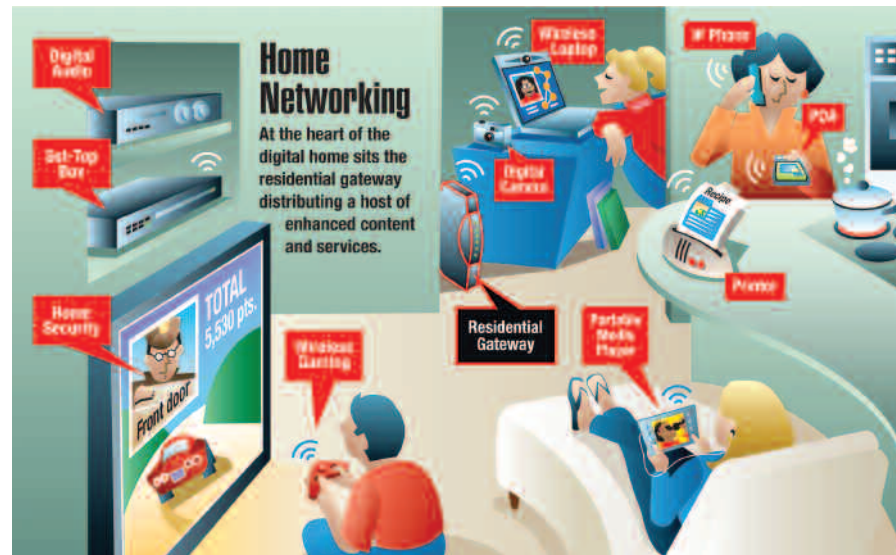 Home
Networking
At the heart of the
digital home sits the
residential gateway
distributing a host of
enhanced content
and services.
Digital
Audio
Set-Top
Box
Home
Security
TOTAL
5,530 pts.
Front door
Wireless
Gaming
Wireless
Laptop
Digital
Camera
Residential
Gateway
Portable
Media
Player
IP Phone
PDA
Recipe
Printer